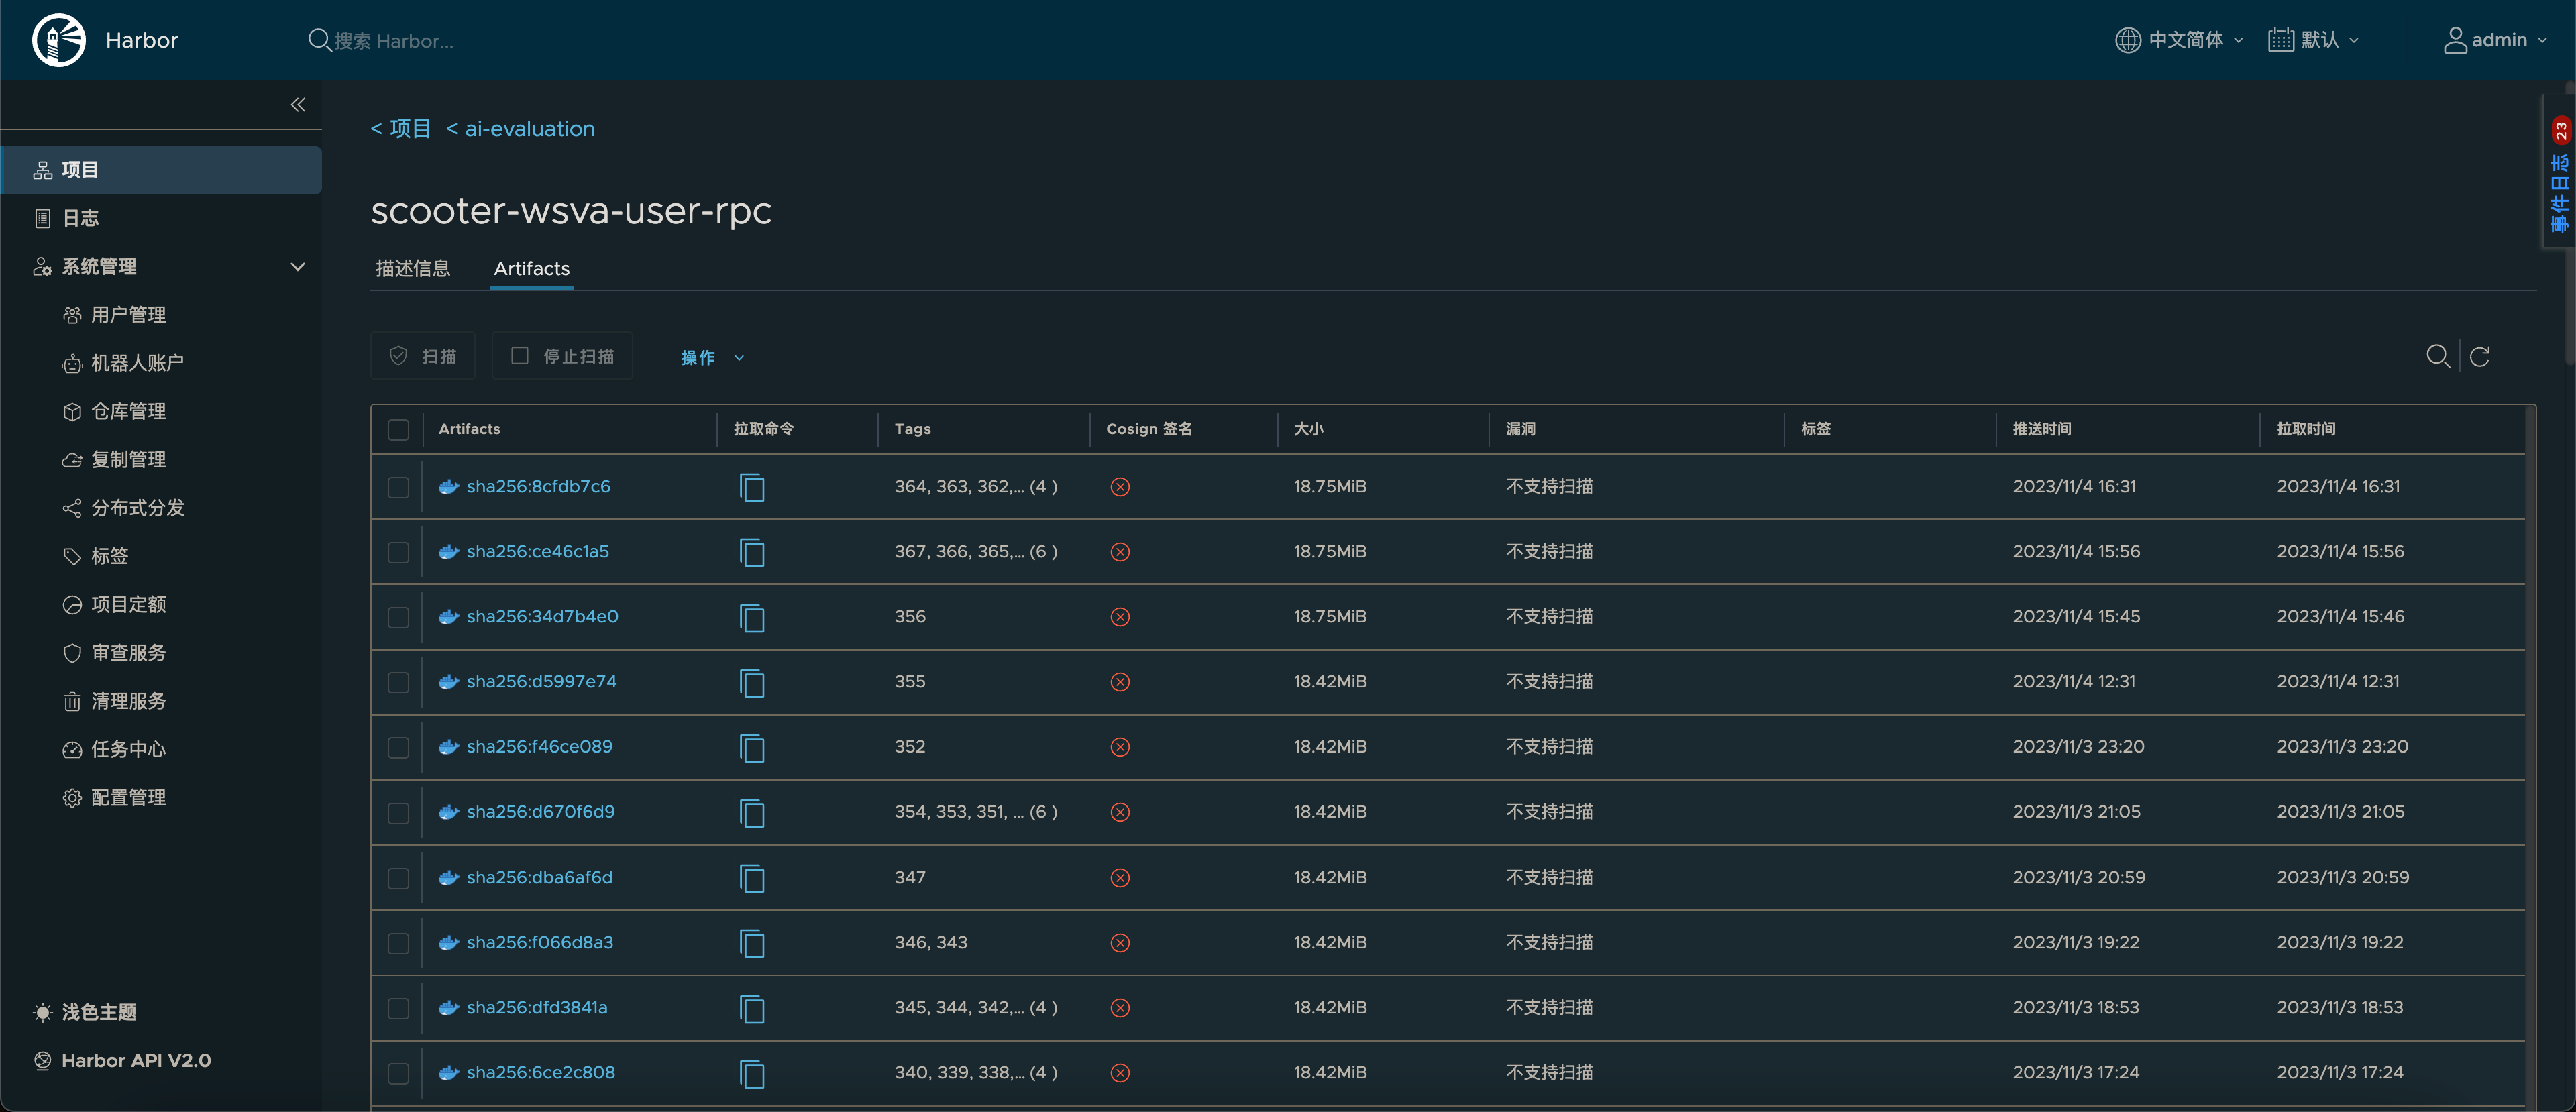 Harbor
搜索 Harbor...
中文简体
默认
admin
< 项目 < ai-evaluation
事件日志 23
项目
日志
系统管理
用户管理
机器人账户
仓库管理
复制管理
分布式分发
标签
项目定额
审查服务
清理服务
任务中心
配置管理
浅色主题
Harbor API V2.0
scooter-wsva-user-rpc
描述信息 Artifacts
扫描 停止扫描 操作
Artifacts 拉取命令 Tags Cosign 签名 大小 漏洞 标签 推送时间 拉取时间
sha256:8cfdb7c6 364, 363, 362,... (4 ) 18.75MiB 不支持扫描 2023/11/4 16:31 2023/11/4 16:31
sha256:ce46c1a5 367, 366, 365,... (6 ) 18.75MiB 不支持扫描 2023/11/4 15:56 2023/11/4 15:56
sha256:34d7b4e0 356 18.75MiB 不支持扫描 2023/11/4 15:45 2023/11/4 15:46
sha256:d5997e74 355 18.42MiB 不支持扫描 2023/11/4 12:31 2023/11/4 12:31
sha256:f46ce089 352 18.42MiB 不支持扫描 2023/11/3 23:20 2023/11/3 23:20
sha256:d670f6d9 354, 353, 351, ... (6 ) 18.42MiB 不支持扫描 2023/11/3 21:05 2023/11/3 21:05
sha256:dba6af6d 347 18.42MiB 不支持扫描 2023/11/3 20:59 2023/11/3 20:59
sha256:f066d8a3 346, 343 18.42MiB 不支持扫描 2023/11/3 19:22 2023/11/3 19:22
sha256:dfd3841a 345, 344, 342,... (4 ) 18.42MiB 不支持扫描 2023/11/3 18:53 2023/11/3 18:53
sha256:6ce2c808 340, 339, 338,... (4 ) 18.42MiB 不支持扫描 2023/11/3 17:24 2023/11/3 17:24